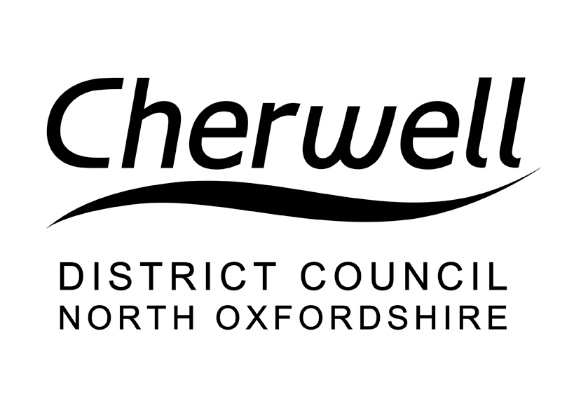 Cherwell
DISTRICT COUNCIL
NORTH OXFORDSHIRE